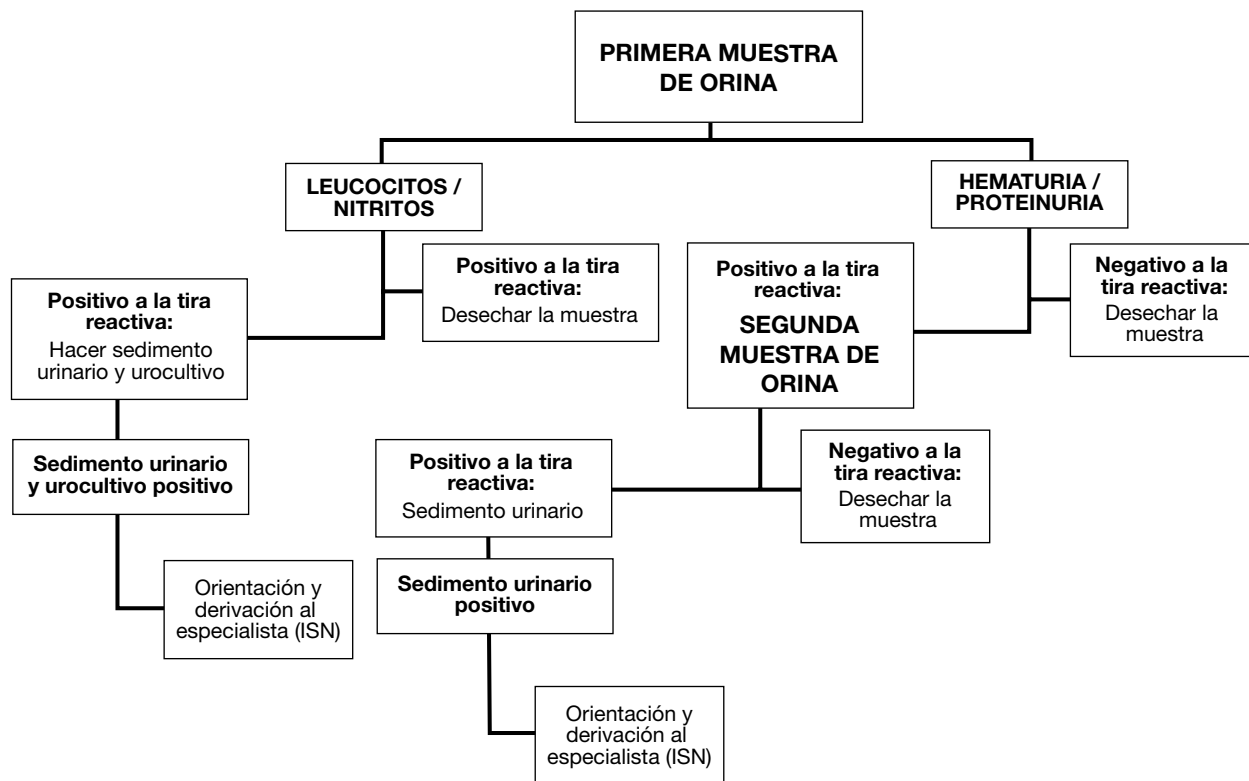 PRIMERA MUESTRA
DE ORINA
LEUCOCITOS /
NITRITOS
HEMATURIA /
PROTEINURIA
Positivo a la tira
reactiva:
Hacer sedimento
urinario y urocultivo
Positivo a la tira
reactiva:
Desechar la muestra
Positivo a la tira
reactiva:
SEGUNDA
MUESTRA DE
ORINA
Negativo a la
tira reactiva:
Desechar la
muestra
Sedimento urinario
y urocultivo positivo
Positivo a la tira
reactiva:
Sedimento urinario
Negativo a la
tira reactiva:
Desechar la
muestra
Orientación y
derivación al
especialista (ISN)
Sedimento urinario
positivo
Orientación y
derivación al
especialista (ISN)